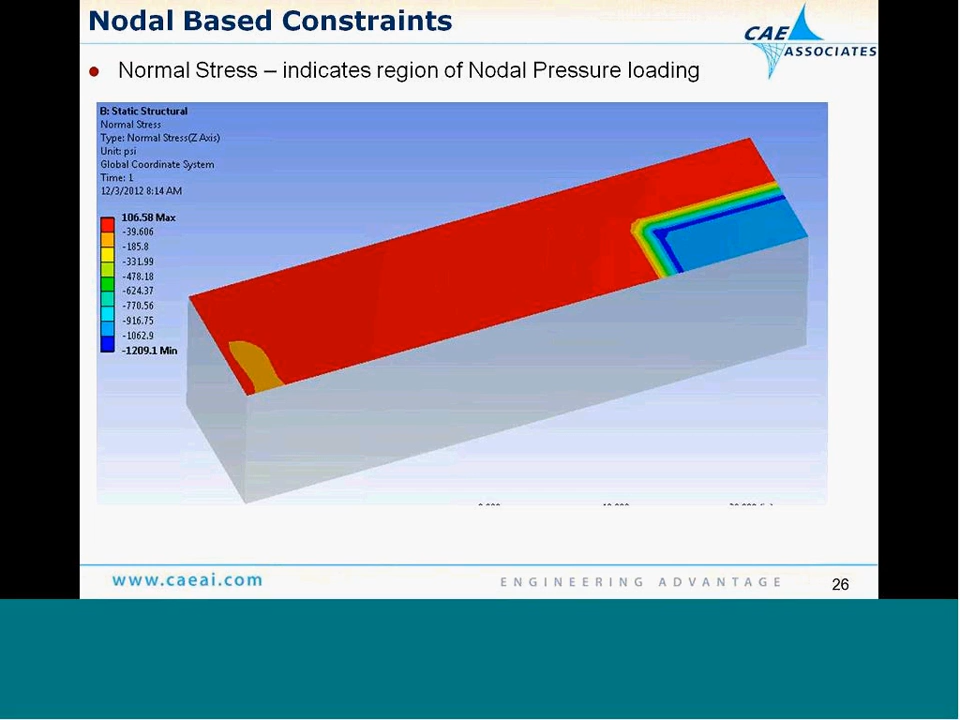 Nodal Based Constraints
CAE
ASSOCIATES
Normal Stress – indicates region of Nodal Pressure loading
B: Static Structural
Normal Stress
Type: Normal Stress(Z Axis)
Unit: psi
Global Coordinate System
Time: 1
12/3/2012 8:14 AM
106.58 Max
-39.606
-185.8
-331.99
-478.18
-624.37
-770.56
-916.75
-1062.9
-1209.1 Min
www.caeai.com
ENGINEERING ADVANTAGE
26